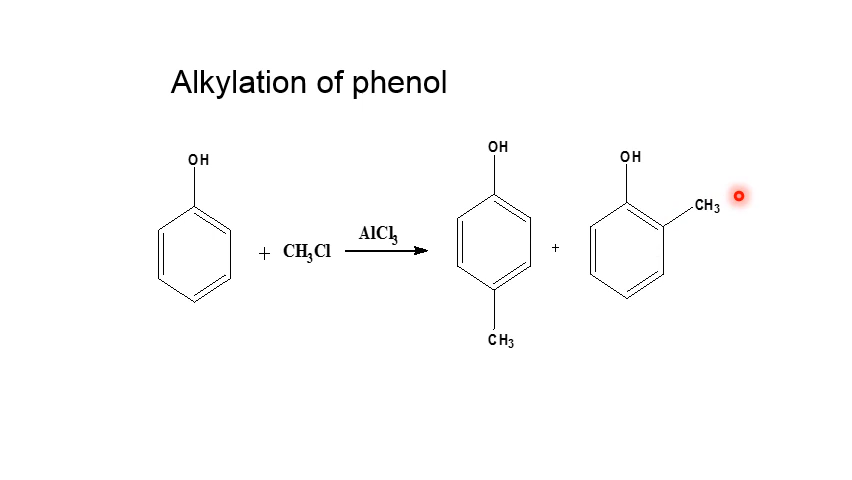 Alkylation of phenol
OH
+ CH3Cl
AlCl3
OH
CH3
+
OH
CH3